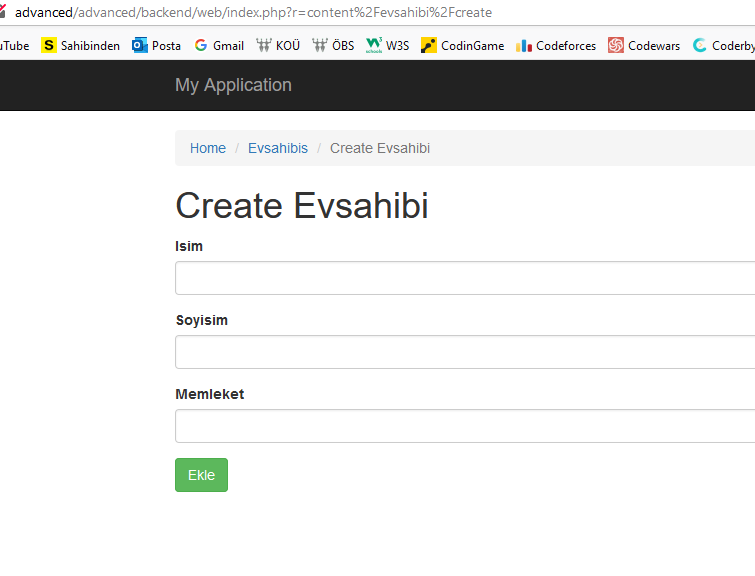 advanced/advanced/backend/web/index.php?r=content%2Fevsahibi%2Fcreate
uTube Sahibinden Posta Gmail KOÜ ÖBS W3S CodinGame Codeforces Codewars Coderby
My Application
Home / Evsahibis / Create Evsahibi
Create Evsahibi
Isim
Soyisim
Memleket
Ekle